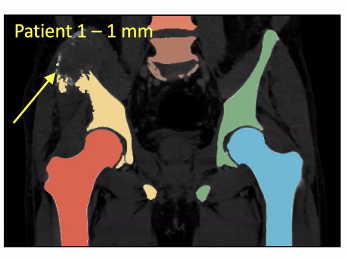 Patient 1 – 1 mm